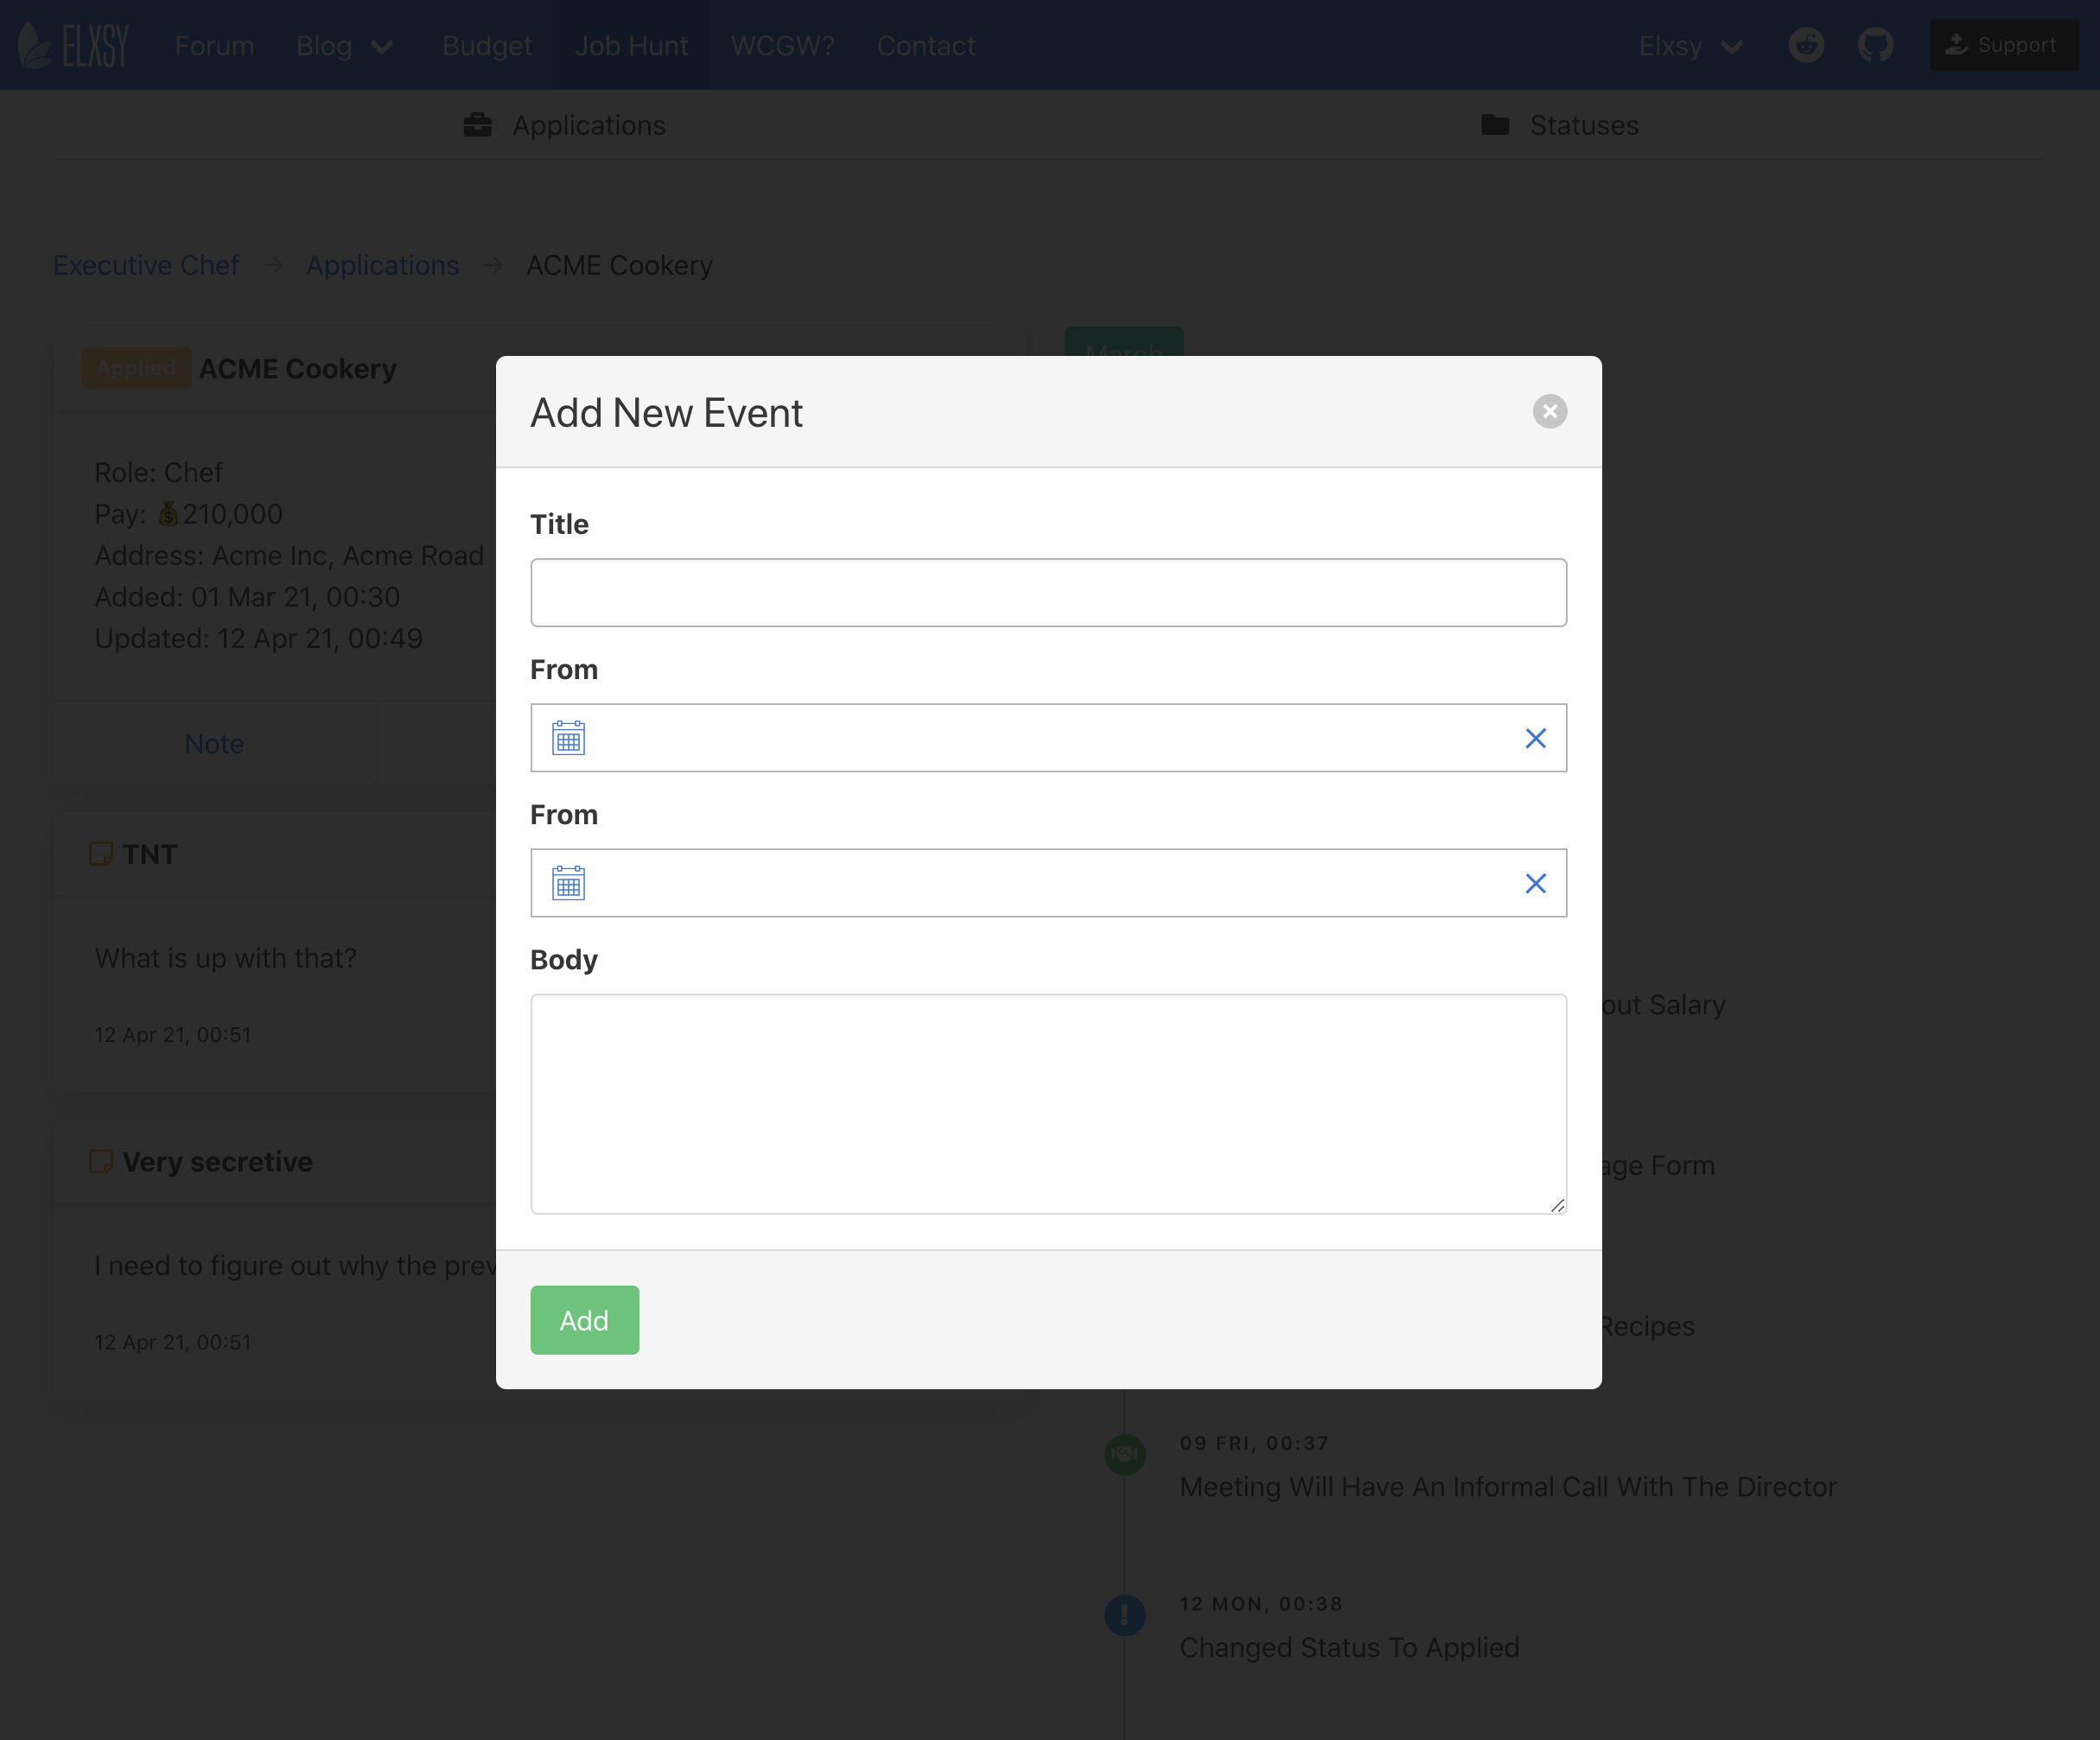 ELXSY Forum Blog Budget Job Hunt WCGW? Contact Elxsy Support
Applications Statuses
Executive Chef → Applications → ACME Cookery
March
Applied ACME Cookery
Role: Chef
Pay: 💰210,000
Address: Acme Inc, Acme Road
Added: 01 Mar 21, 00:30
Updated: 12 Apr 21, 00:49
Note
TNT
What is up with that?
12 Apr 21, 00:51
Very secretive
I need to figure out why the prev
12 Apr 21, 00:51
Add New Event
Title
From
From
Body
Add
out Salary
age Form
Recipes
09 FRI, 00:37
Meeting Will Have An Informal Call With The Director
12 MON, 00:38
Changed Status To Applied